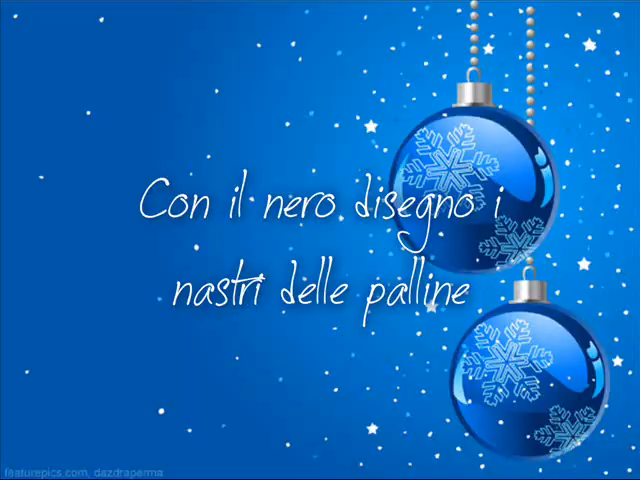 Con il nero disegno i
nastri delle palline
featurepics.com, dazdraperma